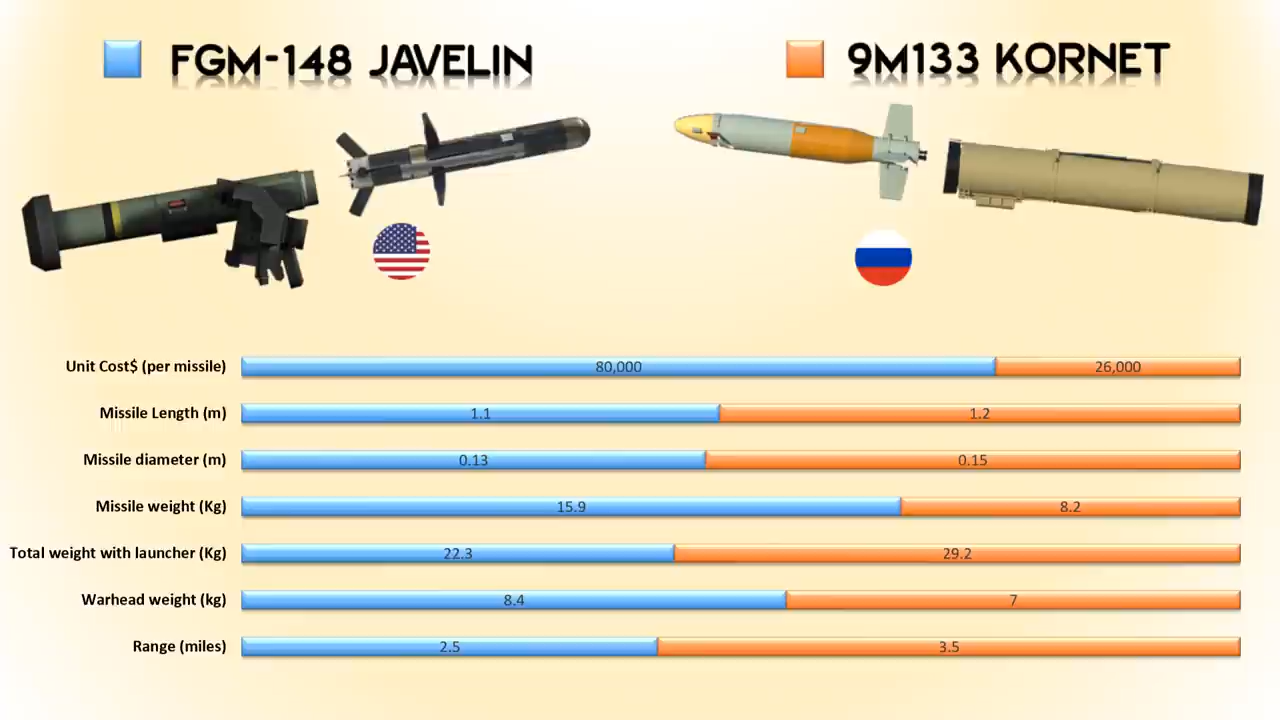 FGM-148 JAVELIN
9M133 KORNET
Unit Cost$ (per missile) 80,000 26,000
Missile Length (m) 1.1 1.2
Missile diameter (m) 0.13 0.15
Missile weight (Kg) 15.9 8.2
Total weight with launcher (Kg) 22.3 29.2
Warhead weight (kg) 8.4 7
Range (miles) 2.5 3.5